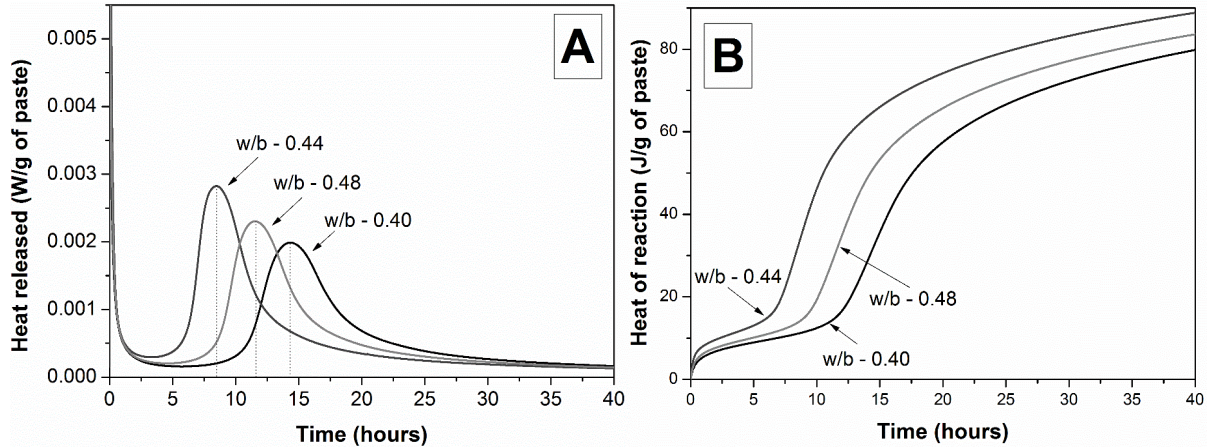 A
Heat released (W/g of paste)
0.005
0.004
0.003
0.002
0.001
0.000
w/b - 0.44
w/b - 0.48
w/b - 0.40
0 5 10 15 20 25 30 35 40
Time (hours)
B
Heat of reaction (J/g of paste)
80
60
40
20
0
w/b - 0.44
w/b - 0.48
w/b - 0.40
0 5 10 15 20 25 30 35 40
Time (hours)